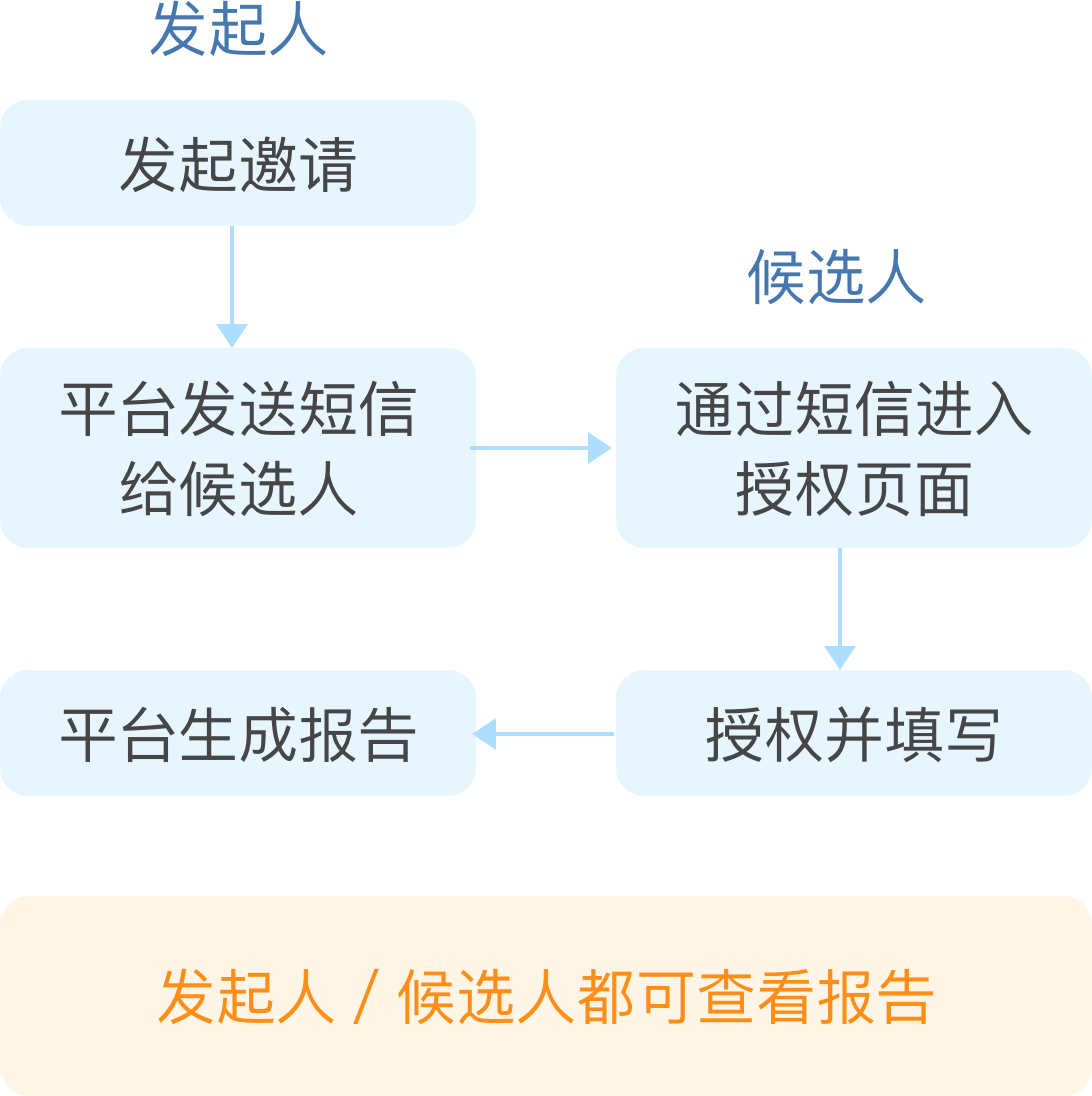 发起人
发起邀请
候选人
平台发送短信
给候选人
通过短信进入
授权页面
授权并填写
平台生成报告
发起人 / 候选人都可查看报告